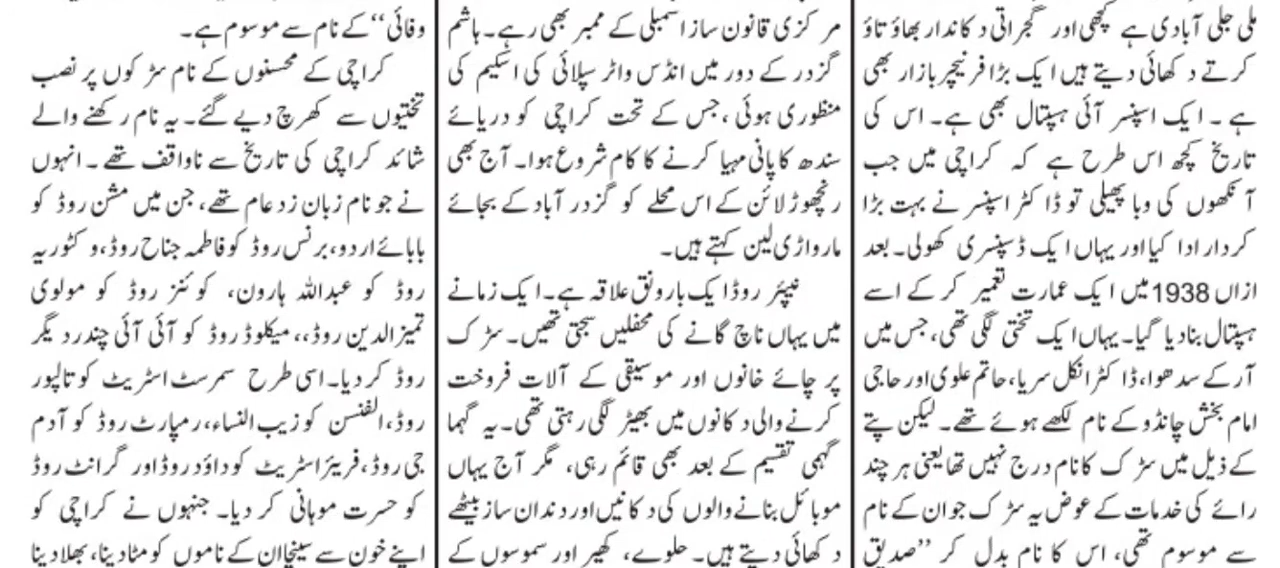 ملی جلی آبادی ہے کچھی اور گجراتی دکاندار بھاؤ تاؤ
کرتے دکھائی دیتے ہیں ایک بڑا فرنیچر بازار بھی
ہے ۔ ایک اسپنسر آئی ہسپتال بھی ہے۔ اس کی
تاریخ کچھ اس طرح ہے کہ کراچی میں جب
آنکھوں کی وبا پھیلی تو ڈاکٹر اسپنسر نے بہت بڑا
کردار ادا کیا اور یہاں ایک ڈسپنسری کھولی۔ بعد
ازاں 1938 میں ایک عمارت تعمیر کر کے اسے
ہسپتال بنا دیا گیا۔ یہاں ایک تختی لگی تھی، جس میں
آر کے سدھوا، ڈاکٹر انکل سریا، حاتم علوی اور حاجی
امام بخش چانڈو کے نام لکھے ہوئے تھے۔ لیکن پتے
کے ذیل میں سڑک کا نام درج نہیں تھا یعنی ہر چند
رائے کی خدمات کے عوض یہ سڑک جو ان کے نام
سے موسوم تھی، اس کا نام بدل کر ”صدیق
مرکزی قانون ساز اسمبلی کے ممبر بھی رہے۔ ہاشم
گزدر کے دور میں انڈس واٹر سپلائی کی اسکیم کی
منظوری ہوئی ، جس کے تحت کراچی کو دریائے
سندھ کا پانی مہیا کرنے کا کام شروع ہوا۔ آج بھی
رنچھوڑ لائن کے اس محلے کو گزدر آباد کے بجائے
مارواڑی لین کہتے ہیں۔
نیپئر روڈ ایک بارونق علاقہ ہے۔ ایک زمانے
میں یہاں ناچ گانے کی محفلیں سجتی تھیں۔ سڑک
پر چائے خانوں اور موسیقی کے آلات فروخت
کرنے والی دکانوں میں بھیڑ لگی رہتی تھی۔ یہ گہما
گہمی تقسیم کے بعد بھی قائم رہی، مگر آج یہاں
موبائل بنانے والوں کی دکانیں اور دندان ساز بیٹھے
دکھائی دیتے ہیں۔ حلوے، کھیر اور سموسوں کے
وفائی“ کے نام سے موسوم ہے۔
کراچی کے محسنوں کے نام سڑکوں پر نصب
تختیوں سے کھرچ دیے گئے۔ یہ نام رکھنے والے
شائد کراچی کی تاریخ سے ناواقف تھے ۔ انہوں
نے جو نام زبان زد عام تھے، جن میں مشن روڈ کو
بابائے اردو، برنس روڈ کو فاطمہ جناح روڈ، وکٹوریہ
روڈ کو عبداللہ ہارون، کوئنز روڈ کو مولوی
تمیزالدین روڈ،، میکلوڈ روڈ کو آئی آئی چندر دیگر
روڈ کر دیا۔ اسی طرح سمرسٹ اسٹریٹ کو تالپور
روڈ، الفنسن کو زیب النساء، رمپارٹ روڈ کو آدم
جی روڈ، فریئر اسٹریٹ کو داؤد روڈ اور گرانٹ روڈ
کو حسرت موہانی کر دیا۔ جنہوں نے کراچی کو
اپنے خون سے سینچا ان کے ناموں کو مٹا دینا، بھلا دینا